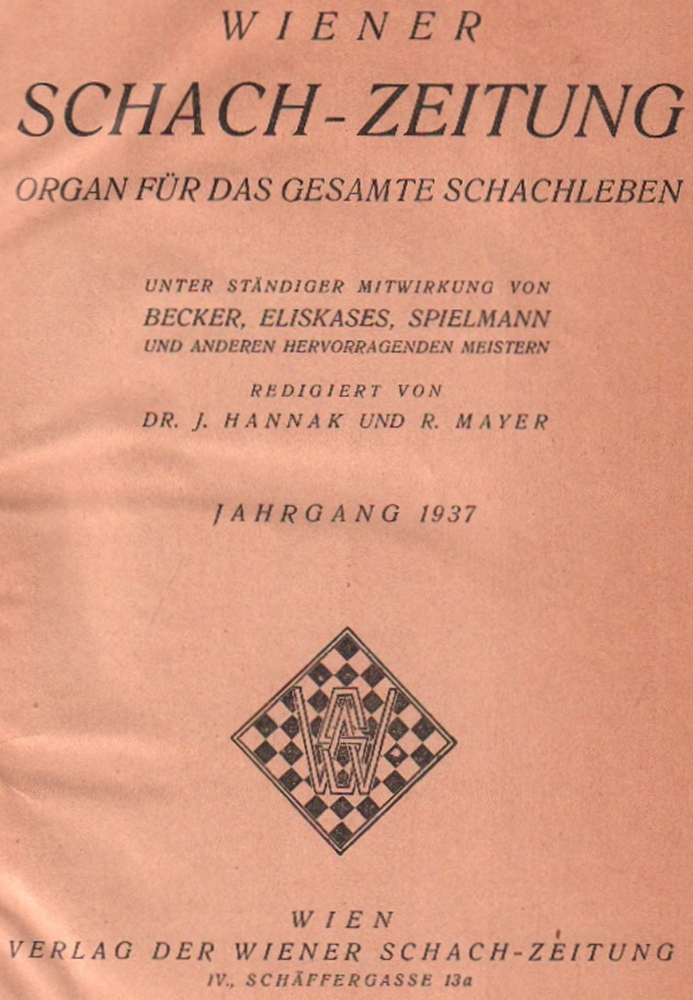 WIENER
SCHACH-ZEITUNG
ORGAN FÜR DAS GESAMTE SCHACHLEBEN
UNTER STÄNDIGER MITWIRKUNG VON
BECKER, ELISKASES, SPIELMANN
UND ANDEREN HERVORRAGENDEN MEISTERN
REDIGIERT VON
DR. J. HANNAK UND R. MAYER
JAHRGANG 1937
WIEN
VERLAG DER WIENER SCHACH-ZEITUNG
IV., SCHÄFFERGASSE 13a